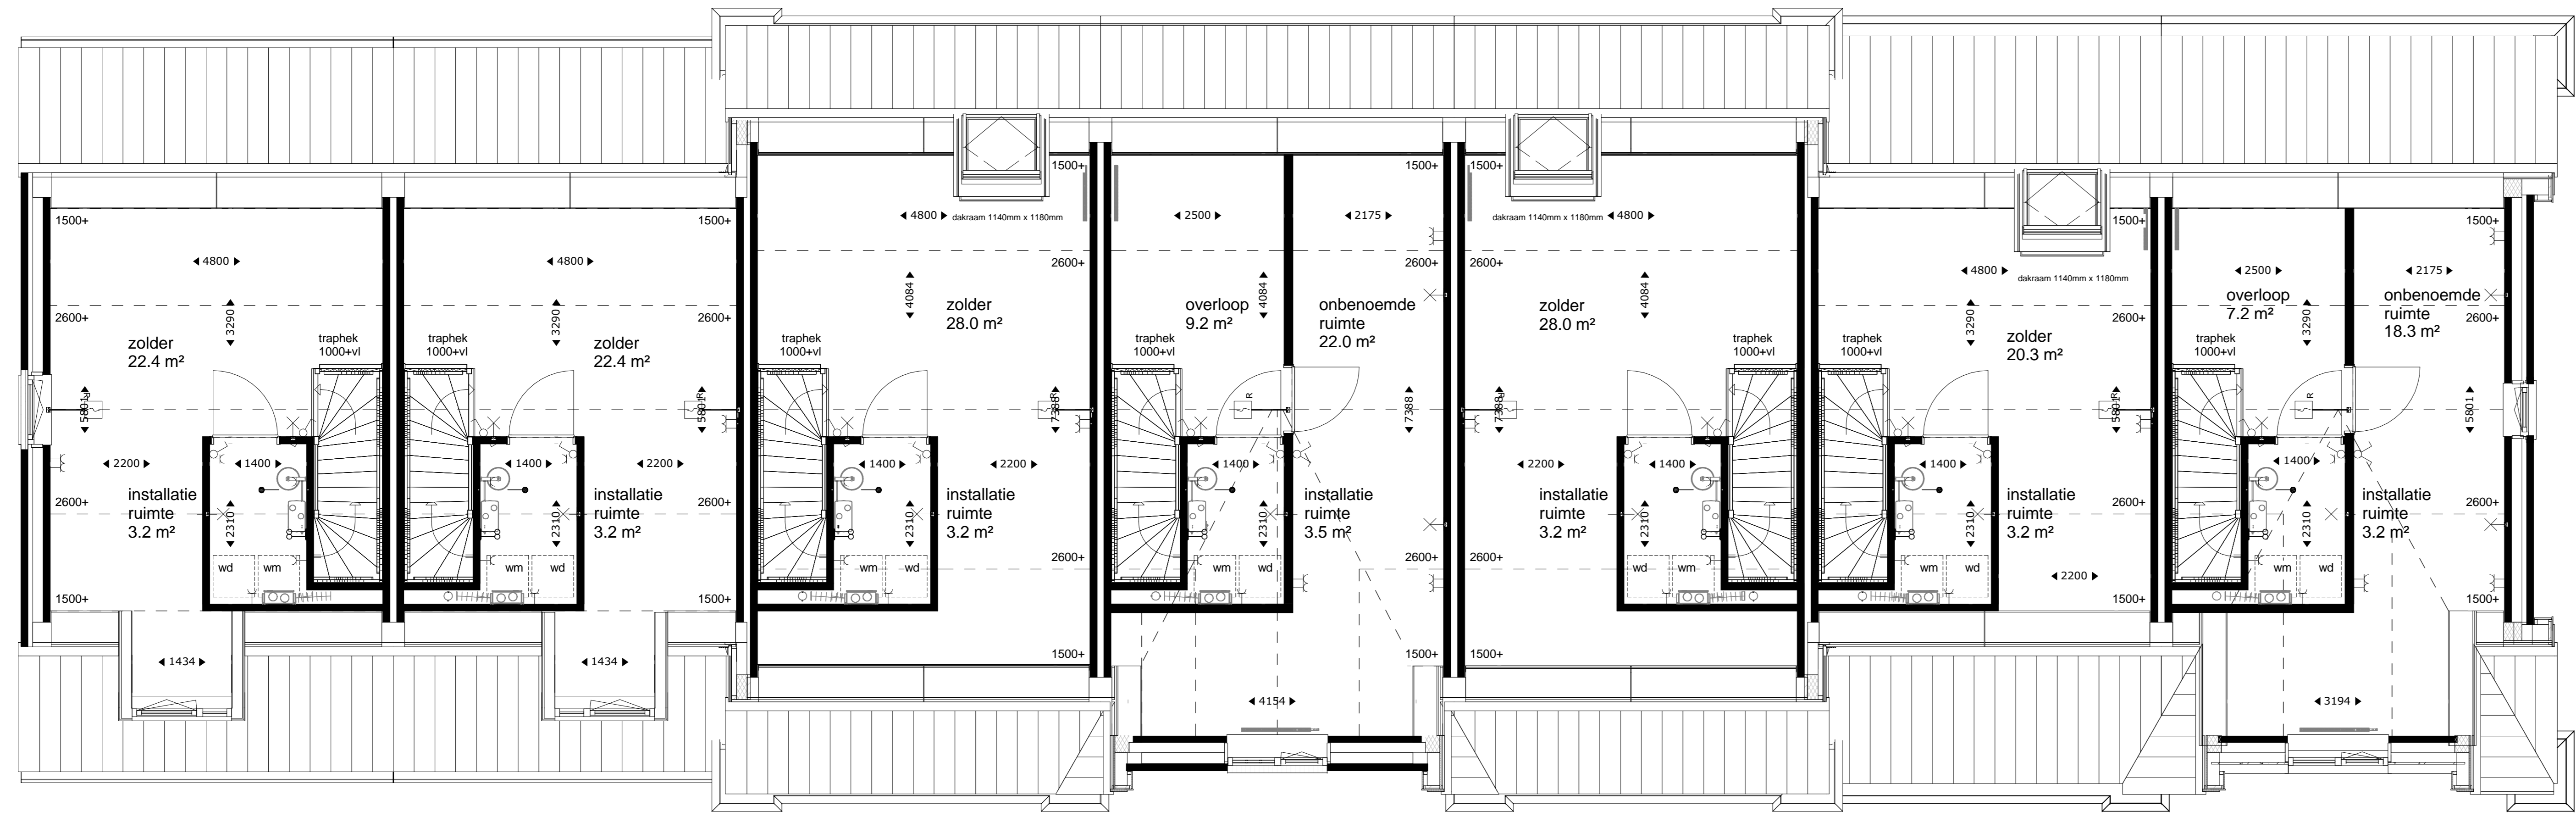 1500+
◄ 4800 ►
2600+
◄ 3290 ►
zolder
22.4 m²
traphek
1000+vl
◄ 5801 ►
◄ 2200 ►
◄ 1400 ►
2600+
installatie
ruimte
3.2 m²
◄ 2310 ►
wd
wm
1500+
◄ 1434 ►
1500+
◄ 4800 ►
2600+
◄ 3290 ►
traphek
1000+vl
zolder
22.4 m²
◄ 5801 ►
◄ 1400 ►
◄ 2200 ►
installatie
ruimte
3.2 m²
2600+
◄ 2310 ►
wm
wd
1500+
◄ 1434 ►
1500+
◄ 4800 ►
dakraam 1140mm x 1180mm
2600+
◄ 4084 ►
zolder
28.0 m²
traphek
1000+vl
◄ 7388 ►
◄ 1400 ►
◄ 2200 ►
installatie
ruimte
3.2 m²
◄ 2310 ►
2600+
wm
wd
1500+
1500+
◄ 2500 ►
◄ 2175 ►
2600+
◄ 4084 ►
overloop
9.2 m²
onbenoemde
ruimte
22.0 m²
traphek
1000+vl
R
◄ 7388 ►
◄ 1400 ►
installatie
ruimte
3.5 m²
◄ 2310 ►
2600+
wm
wd
1500+
◄ 4154 ►
1500+
dakraam 1140mm x 1180mm
◄ 4800 ►
2600+
◄ 4084 ►
zolder
28.0 m²
traphek
1000+vl
◄ 7388 ►
◄ 2200 ►
◄ 1400 ►
installatie
ruimte
3.2 m²
◄ 2310 ►
2600+
wd
wm
1500+
1500+
◄ 4800 ►
dakraam 1140mm x 1180mm
2600+
◄ 3290 ►
zolder
20.3 m²
traphek
1000+vl
◄ 5801 ►
◄ 1400 ►
installatie
ruimte
3.2 m²
2600+
◄ 2310 ►
wm
wd
◄ 2200 ►
1500+
1500+
◄ 2500 ►
◄ 2175 ►
overloop
7.2 m²
onbenoemde
ruimte
18.3 m²
2600+
◄ 3290 ►
traphek
1000+vl
R
◄ 5801 ►
◄ 1400 ►
installatie
ruimte
3.2 m²
2600+
◄ 2310 ►
wm
wd
1500+
◄ 3194 ►